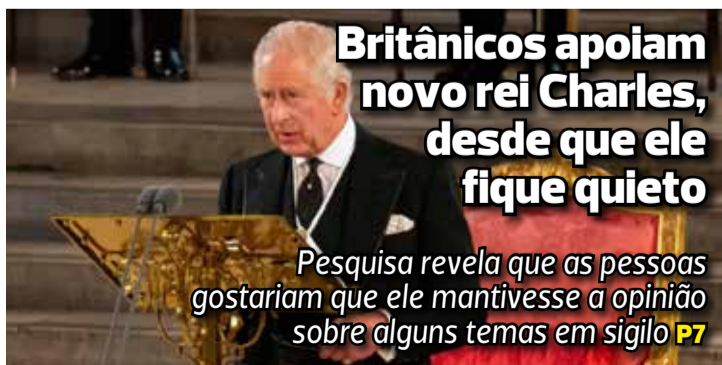 Britânicos apoiam
novo rei Charles,
desde que ele
fique quieto
Pesquisa revela que as pessoas
gostariam que ele mantivesse a opinião
sobre alguns temas em sigilo P7